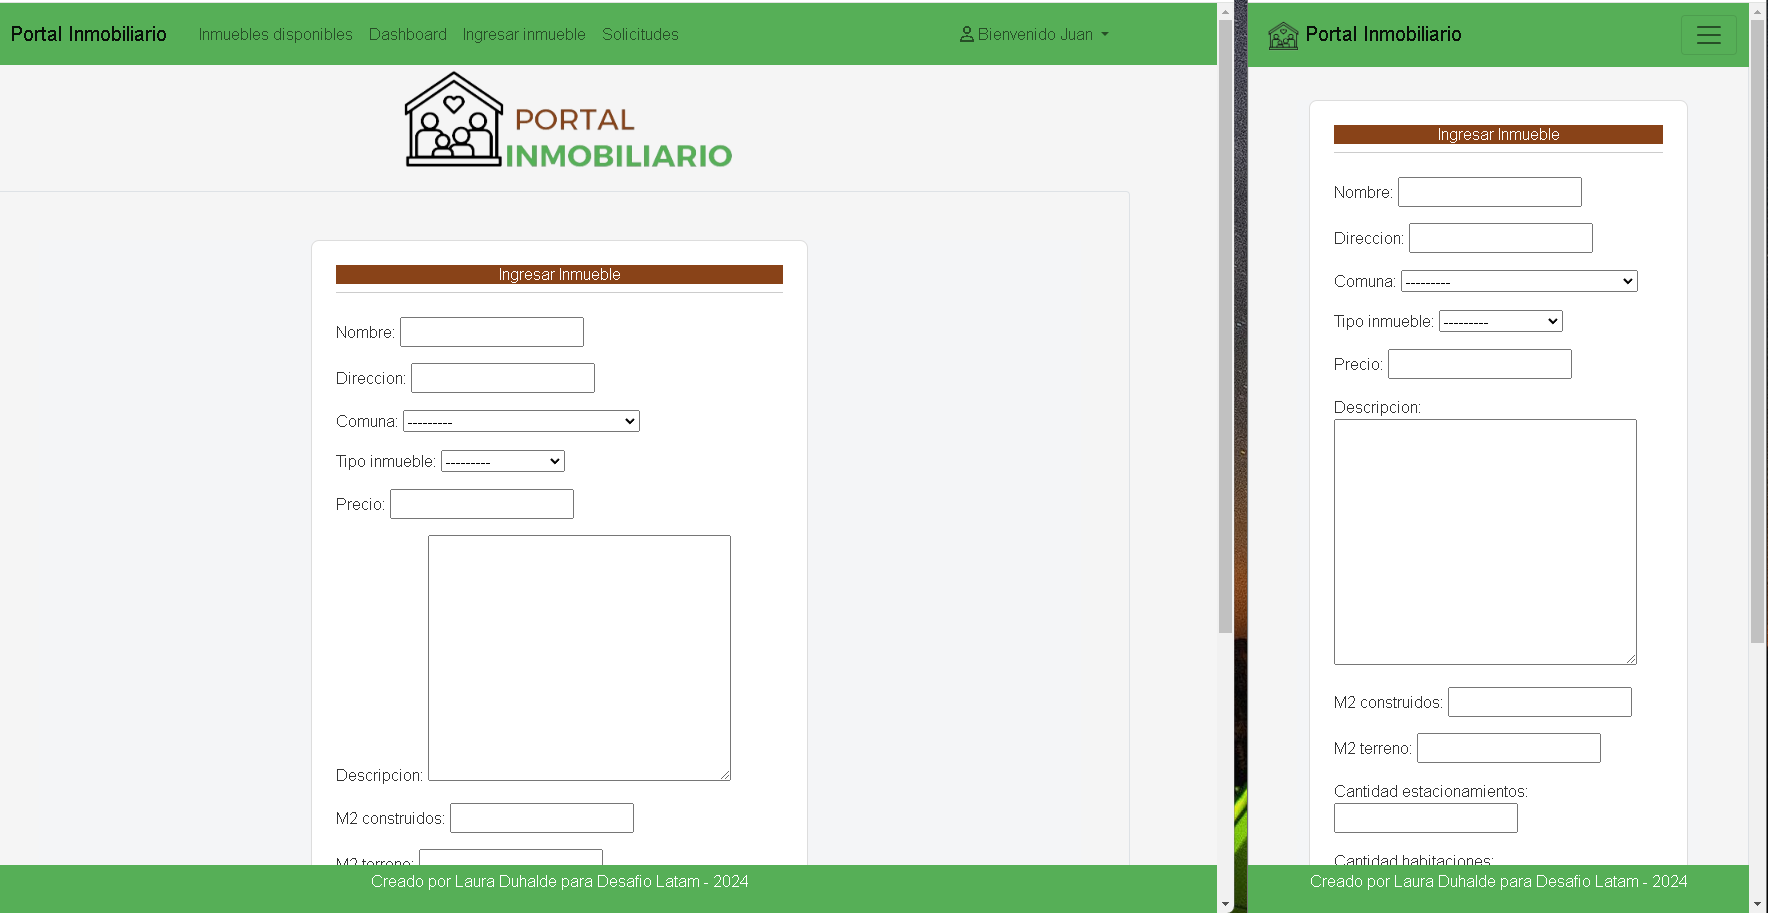 Portal Inmobiliario Inmuebles disponibles Dashboard Ingresar inmueble Solicitudes Bienvenido Juan
PORTAL
INMOBILIARIO
Ingresar Inmueble
Nombre:
Direccion:
Comuna: ---------
Tipo inmueble: ---------
Precio:
Descripcion:
M2 construidos:
M2 terreno:
Creado por Laura Duhalde para Desafio Latam - 2024
Portal Inmobiliario
Ingresar Inmueble
Nombre:
Direccion:
Comuna: ---------
Tipo inmueble: ---------
Precio:
Descripcion:
M2 construidos:
M2 terreno:
Cantidad estacionamientos:
Cantidad habitaciones:
Creado por Laura Duhalde para Desafio Latam - 2024